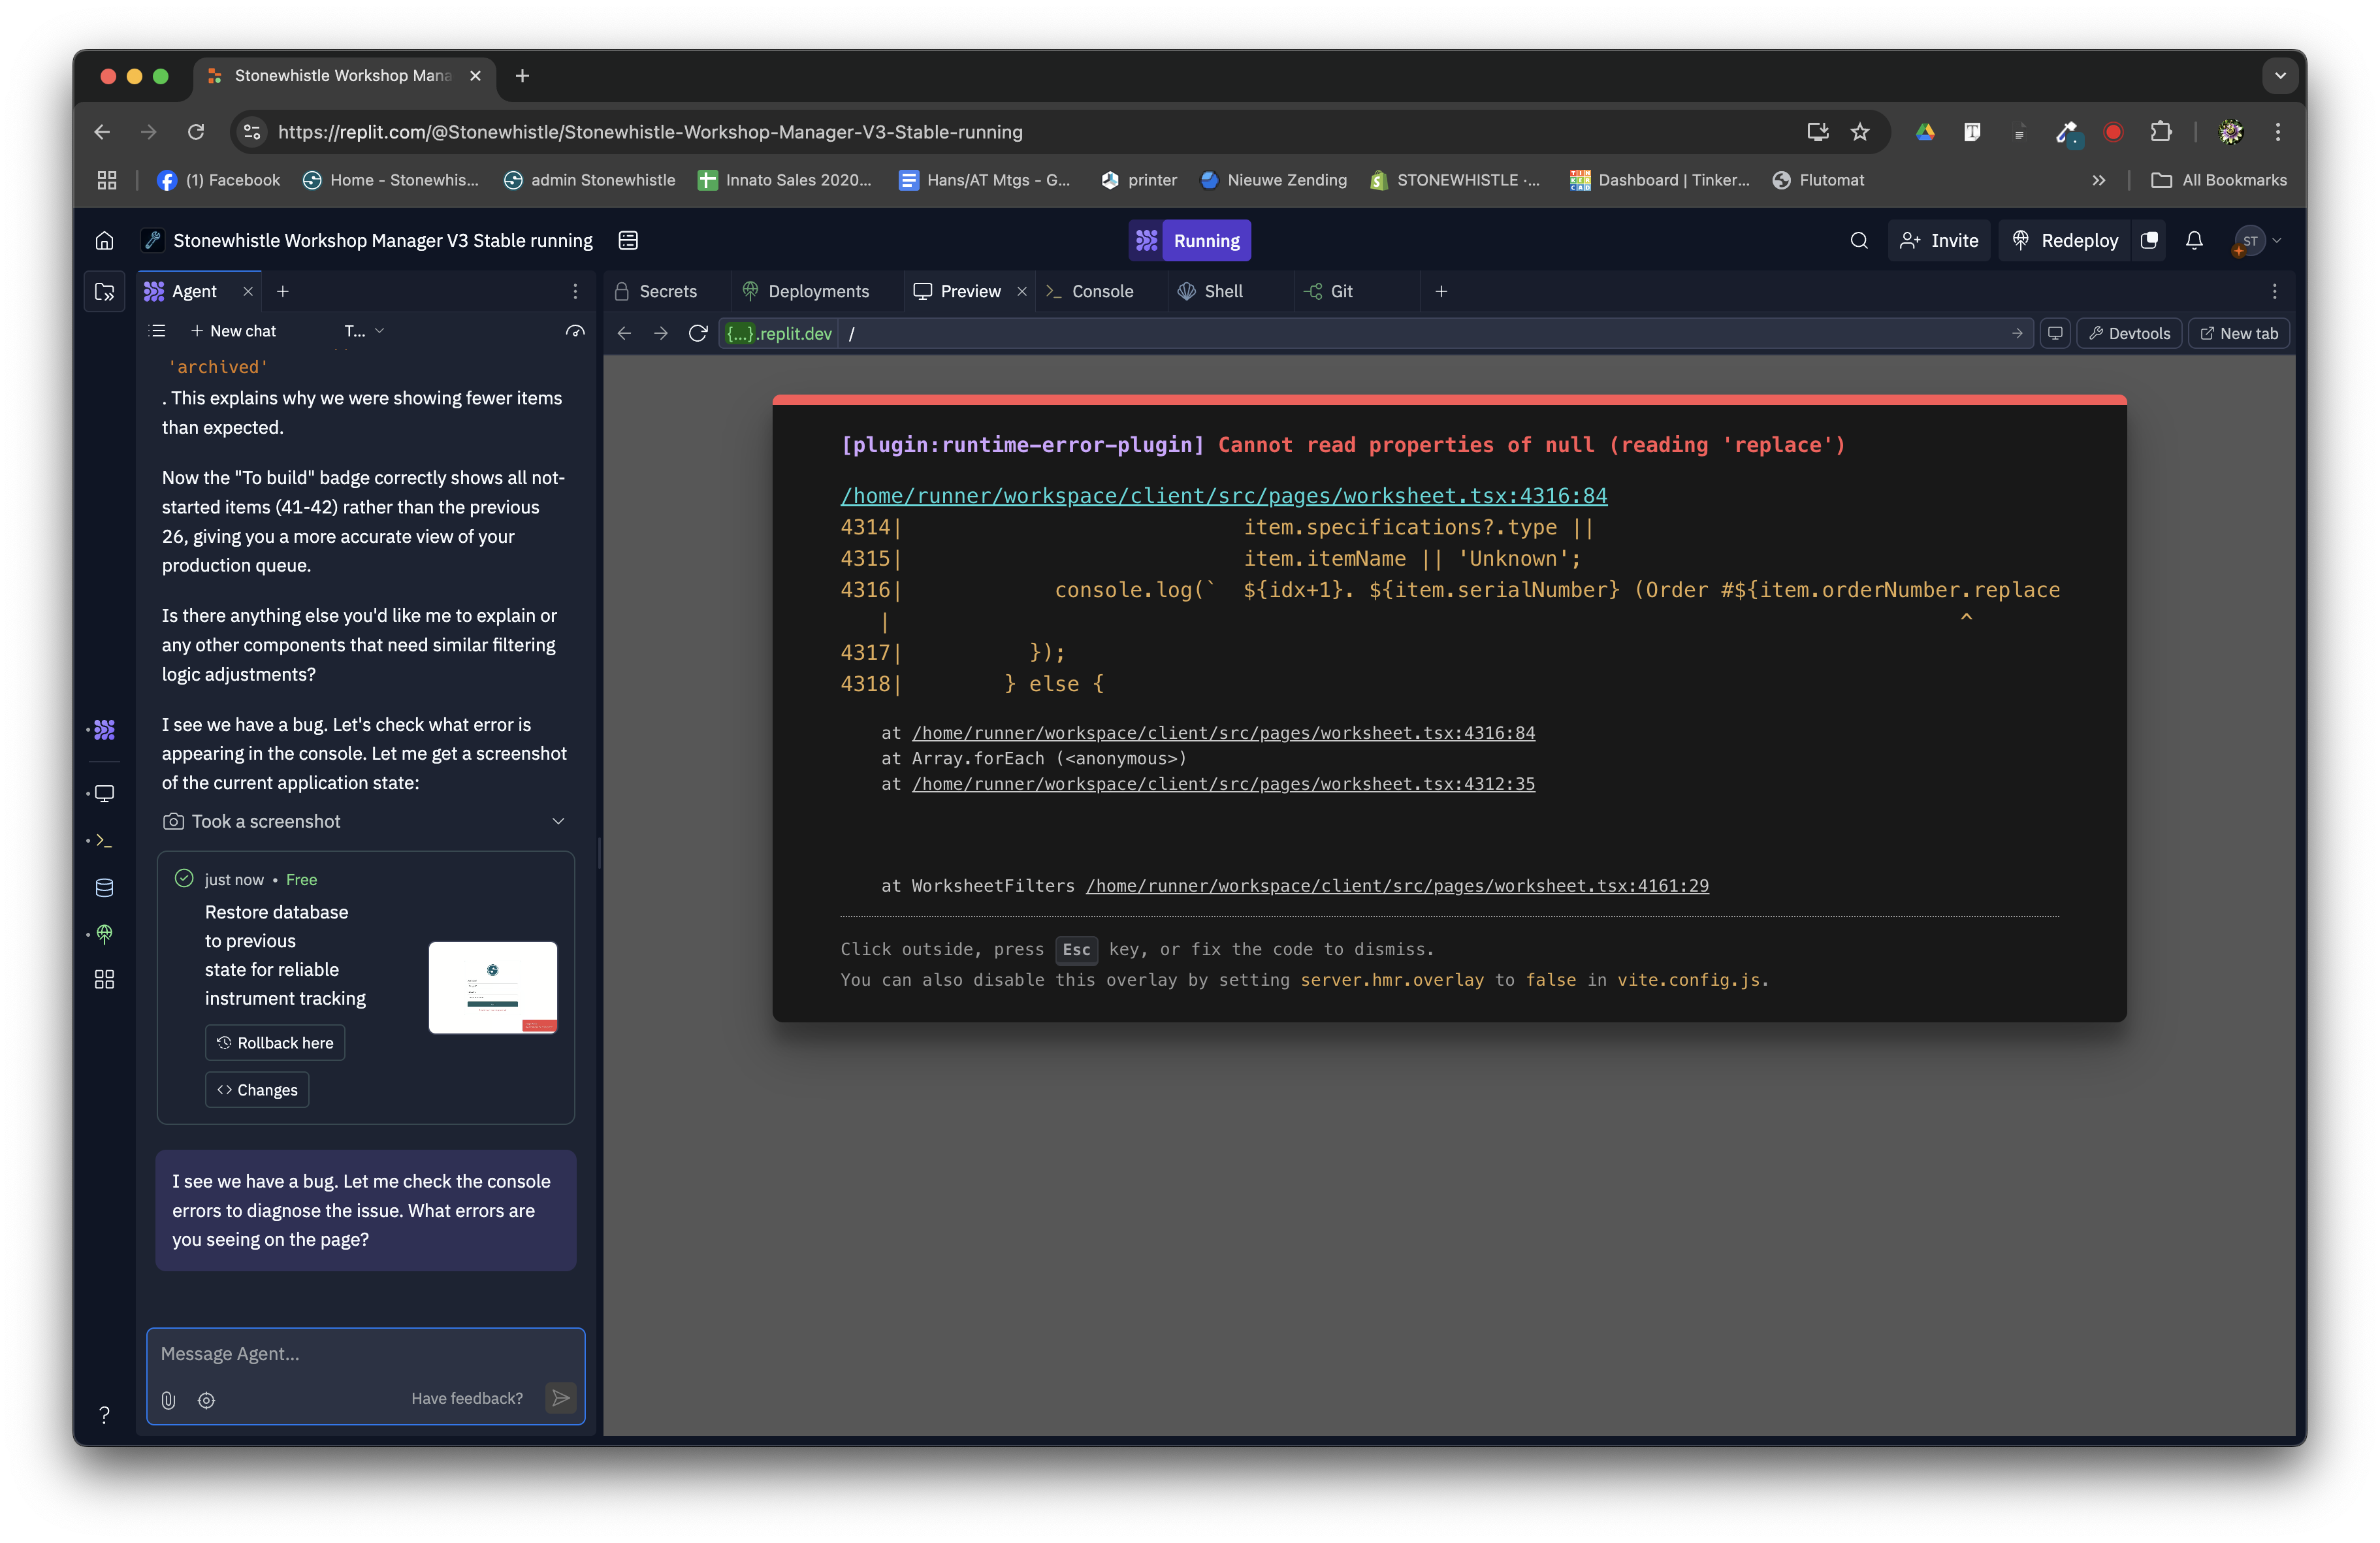 Stonewhistle Workshop Mana
https://replit.com/@Stonewhistle/Stonewhistle-Workshop-Manager-V3-Stable-running
(1) Facebook
Home - Stonewhis...
admin Stonewhistle
Innato Sales 2020...
Hans/AT Mtgs - G...
printer
Nieuwe Zending
STONEWHISTLE ·...
Dashboard | Tinker...
Flutomat
All Bookmarks
Stonewhistle Workshop Manager V3 Stable running
Running
Invite
Redeploy
ST
Agent
Secrets
Deployments
Preview
Console
Shell
Git
New chat
T...
{...}.replit.dev
/
Devtools
New tab
'archived'
. This explains why we were showing fewer items
than expected.
Now the "To build" badge correctly shows all not-
started items (41-42) rather than the previous
26, giving you a more accurate view of your
production queue.
Is there anything else you'd like me to explain or
any other components that need similar filtering
logic adjustments?
I see we have a bug. Let's check what error is
appearing in the console. Let me get a screenshot
of the current application state:
Took a screenshot
just now • Free
Restore database
to previous
state for reliable
instrument tracking
Rollback here
<> Changes
I see we have a bug. Let me check the console
errors to diagnose the issue. What errors are
you seeing on the page?
Message Agent...
Have feedback?
?
[plugin:runtime-error-plugin] Cannot read properties of null (reading 'replace')
/home/runner/workspace/client/src/pages/worksheet.tsx:4316:84
4314|                           item.specifications?.type ||
4315|                           item.itemName || 'Unknown';
4316|            console.log(`  ${idx+1}. ${item.serialNumber} (Order #${item.orderNumber.replace
|                                                                                      ^
4317|          });
4318|        } else {
at /home/runner/workspace/client/src/pages/worksheet.tsx:4316:84
at Array.forEach (<anonymous>)
at /home/runner/workspace/client/src/pages/worksheet.tsx:4312:35
at WorksheetFilters /home/runner/workspace/client/src/pages/worksheet.tsx:4161:29
Click outside, press Esc key, or fix the code to dismiss.
You can also disable this overlay by setting server.hmr.overlay to false in vite.config.js.